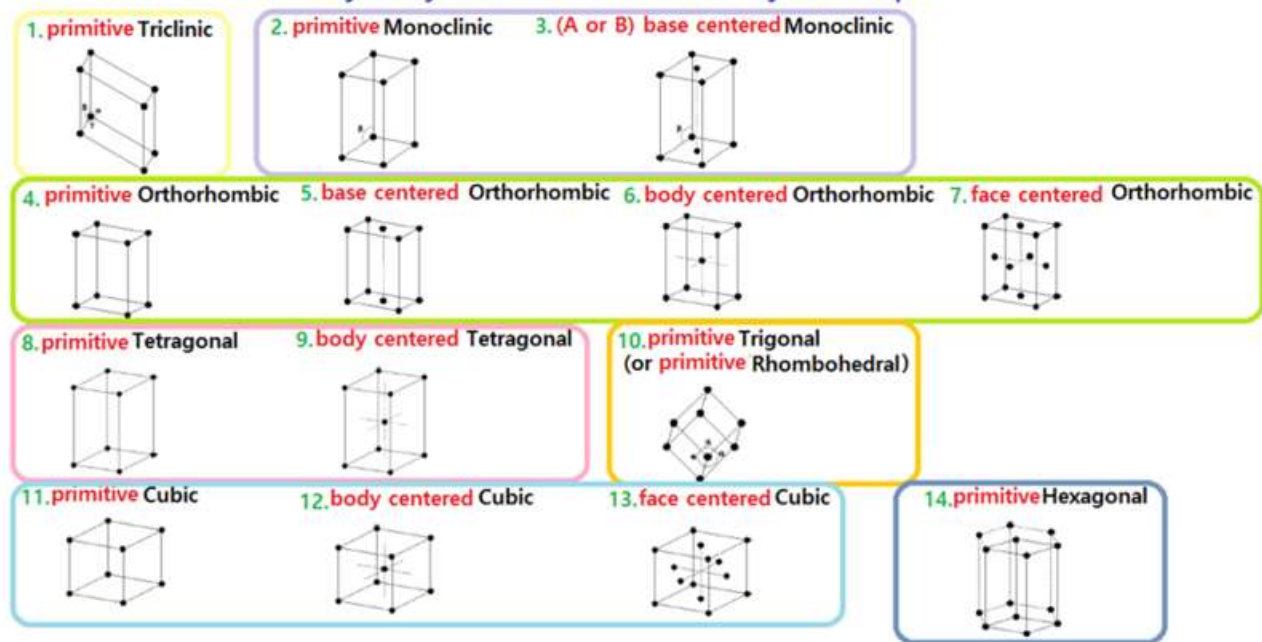 1. primitive Triclinic
2. primitive Monoclinic
3. (A or B) base centered Monoclinic
4. primitive Orthorhombic
5. base centered Orthorhombic
6. body centered Orthorhombic
7. face centered Orthorhombic
8. primitive Tetragonal
9. body centered Tetragonal
10. primitive Trigonal
(or primitive Rhombohedral)
11. primitive Cubic
12. body centered Cubic
13. face centered Cubic
14. primitive Hexagonal